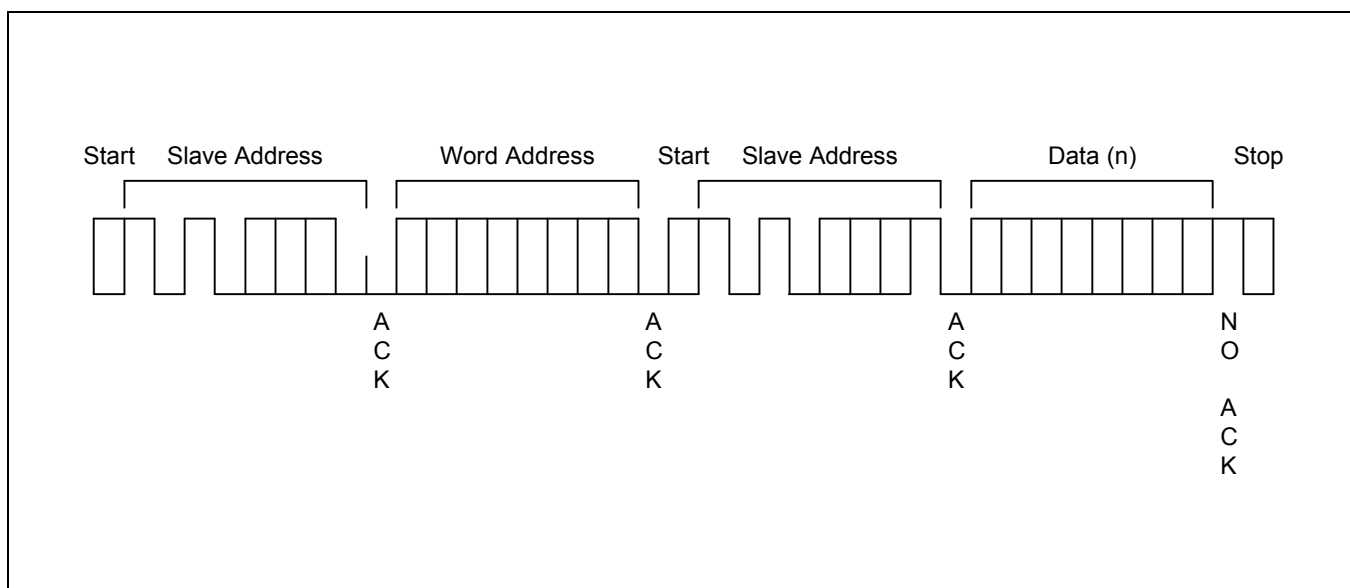 Start Slave Address Word Address Start Slave Address Data (n) Stop
A A A N
C C C O
K K K
A
C
K